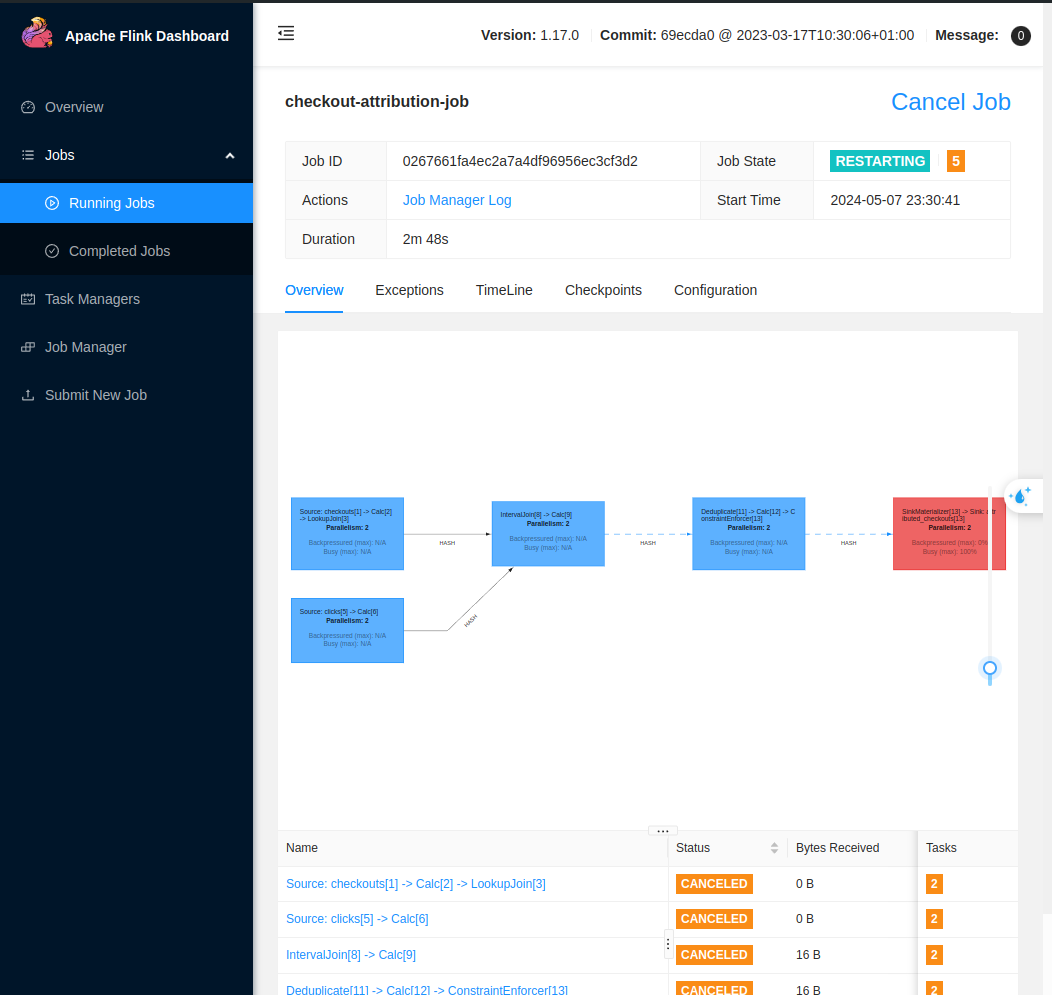 Apache Flink Dashboard
Version: 1.17.0 Commit: 69ecda0 @ 2023-03-17T10:30:06+01:00 Message: 0
Overview
Jobs
Running Jobs
Completed Jobs
Task Managers
Job Manager
Submit New Job
checkout-attribution-job
Cancel Job
Job ID 0267661fa4ec2a7a4df96956ec3cf3d2 Job State RESTARTING 5
Actions Job Manager Log Start Time 2024-05-07 23:30:41
Duration 2m 48s
Overview Exceptions TimeLine Checkpoints Configuration
Source: checkouts[1] -> Calc[2]
-> LookupJoin[3]
Parallelism: 2
Backpressured (max): N/A
Busy (max): N/A
HASH
IntervalJoin[8] -> Calc[9]
Parallelism: 2
Backpressured (max): N/A
Busy (max): N/A
HASH
Deduplicate[11] -> Calc[12] -> C
onstraintEnforcer[13]
Parallelism: 2
Backpressured (max): N/A
Busy (max): N/A
HASH
SinkMaterializer[13] -> Sink: attr
ibuted_checkouts[13]
Parallelism: 2
Backpressured (max): 0%
Busy (max): 100%
Source: clicks[5] -> Calc[6]
Parallelism: 2
Backpressured (max): N/A
Busy (max): N/A
HASH
Name Status Bytes Received Tasks
Source: checkouts[1] -> Calc[2] -> LookupJoin[3] CANCELED 0 B 2
Source: clicks[5] -> Calc[6] CANCELED 0 B 2
IntervalJoin[8] -> Calc[9] CANCELED 16 B 2
Deduplicate[11] -> Calc[12] -> ConstraintEnforcer[13] CANCELED 16 B 2